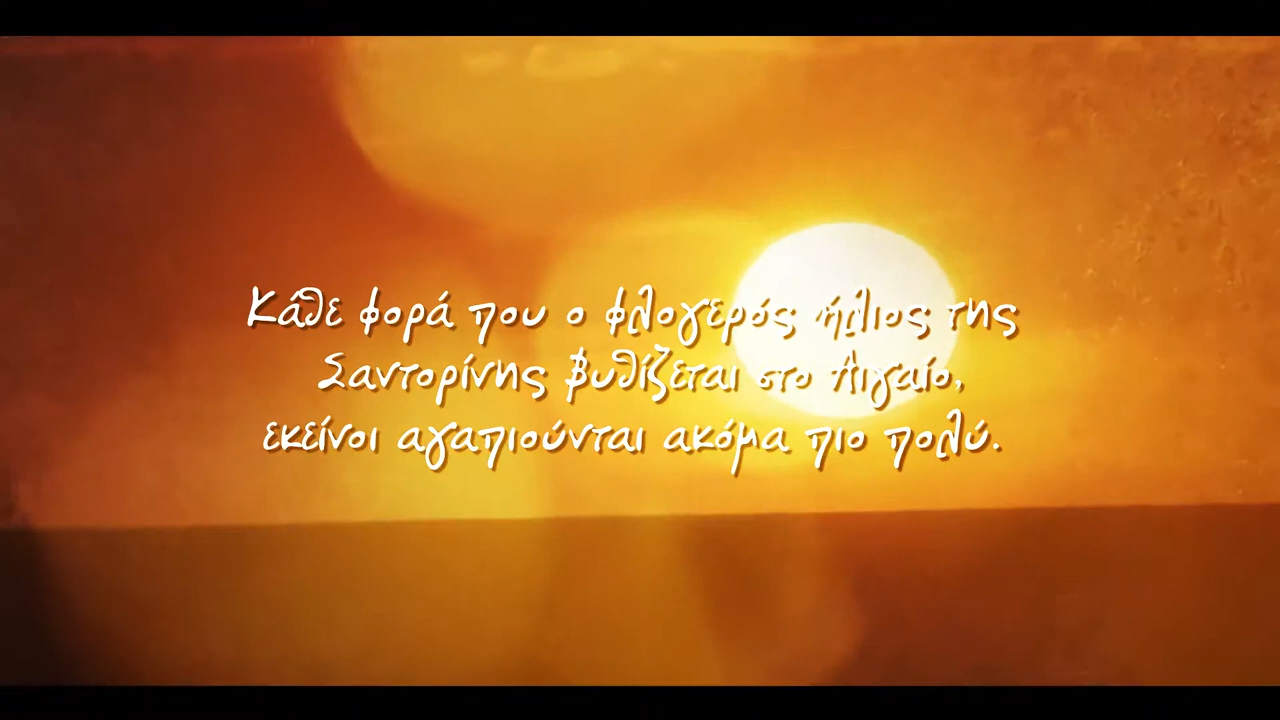 Κάθε φορά που ο φλογερός ήλιος της
Σαντορίνης βυθίζεται στο Αιγαίο,
εκείνοι αγαπιούνται ακόμα πιο πολύ.